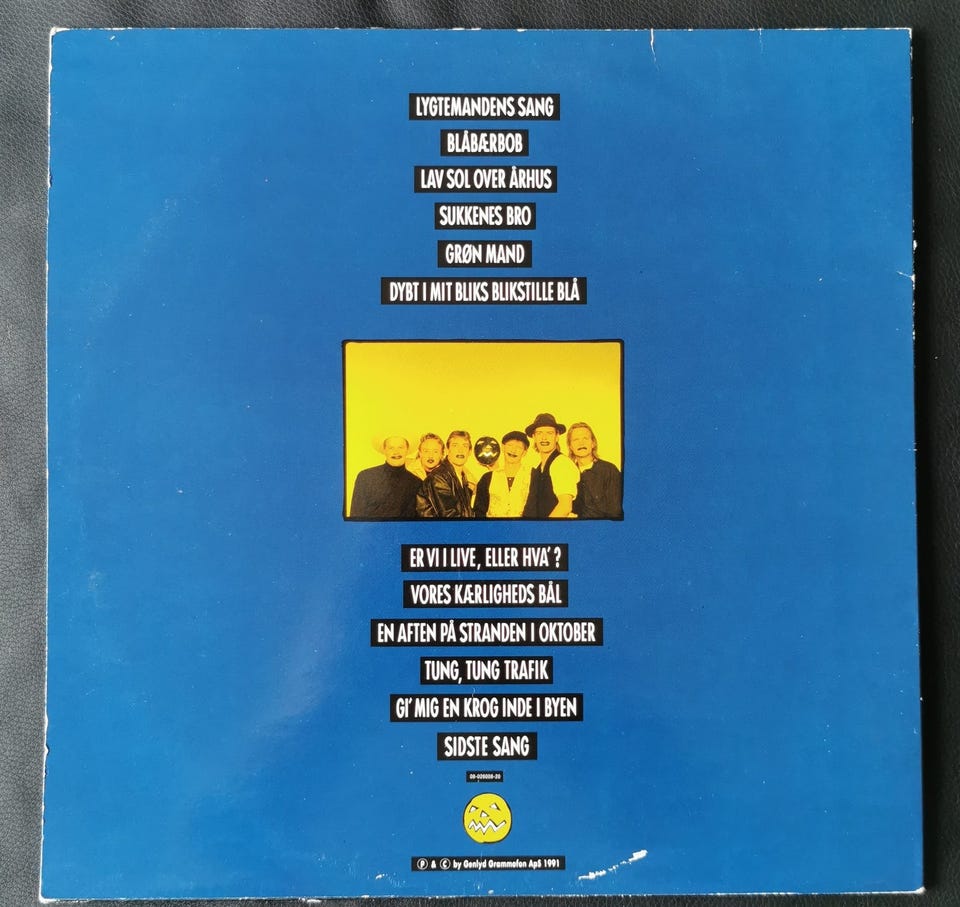 LYGTEMANDENS SANG
BLÅBÆRBOB
LAV SOL OVER ÅRHUS
SUKKENES BRO
GRØN MAND
DYBT I MIT BLIKS BLIKSTILLE BLÅ
ER VI I LIVE, ELLER HVA' ?
VORES KÆRLIGHEDS BÅL
EN AFTEN PÅ STRANDEN I OKTOBER
TUNG, TUNG TRAFIK
GI' MIG EN KROG INDE I BYEN
SIDSTE SANG
Ⓟ & © by Genlyd Grammofon ApS 1991